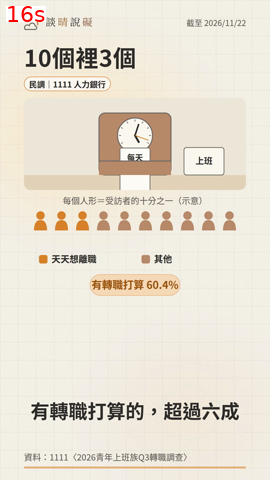 16s
談晴說礙
截至 2026/11/22
10個裡3個
民調｜1111 人力銀行
每天
上班
每個人形＝受訪者的十分之一（示意）
天天想離職
其他
有轉職打算 60.4%
有轉職打算的，超過六成
資料：1111〈2026青年上班族Q3轉職調查〉